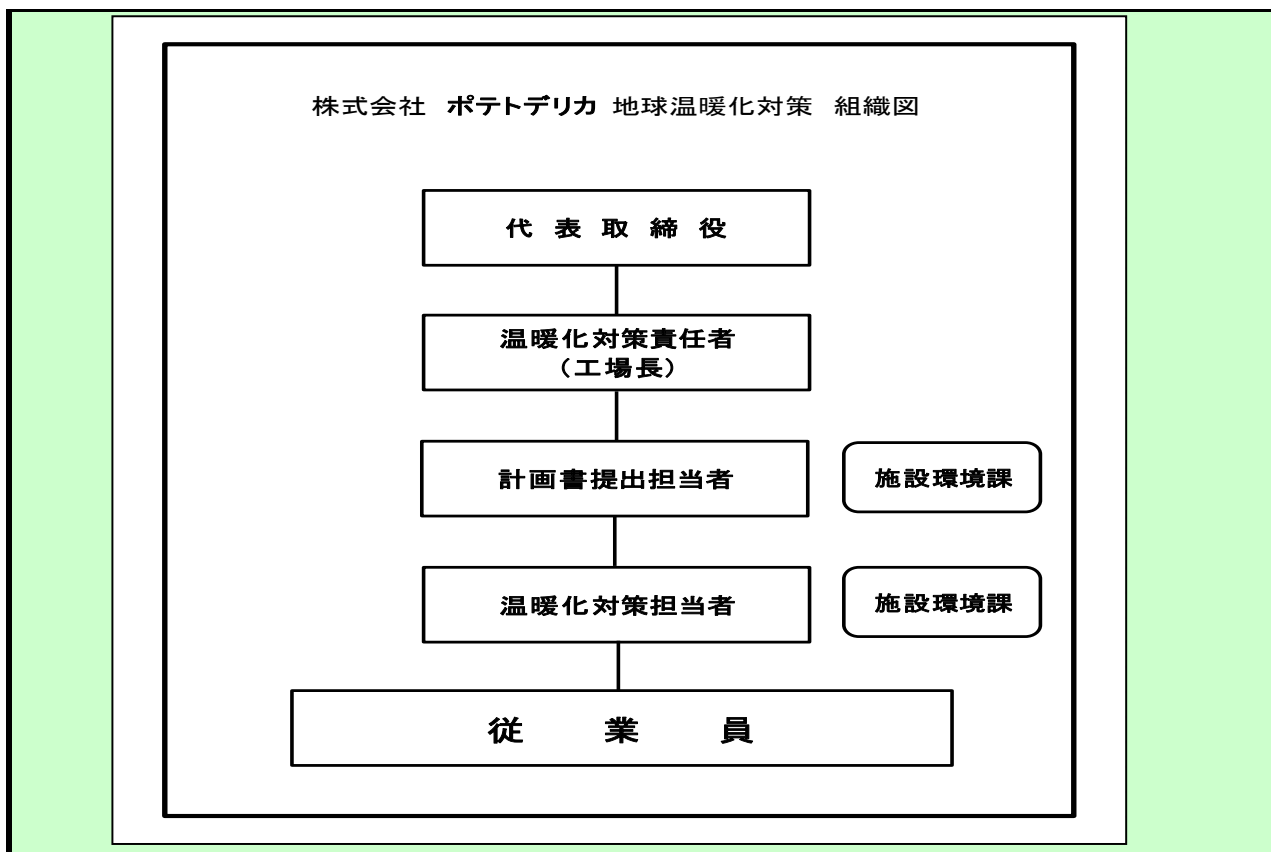 株式会社 ポテトデリカ 地球温暖化対策 組織図
代 表 取 締 役
温暖化対策責任者
（工場長）
計画書提出担当者
施設環境課
温暖化対策担当者
施設環境課
従 業 員